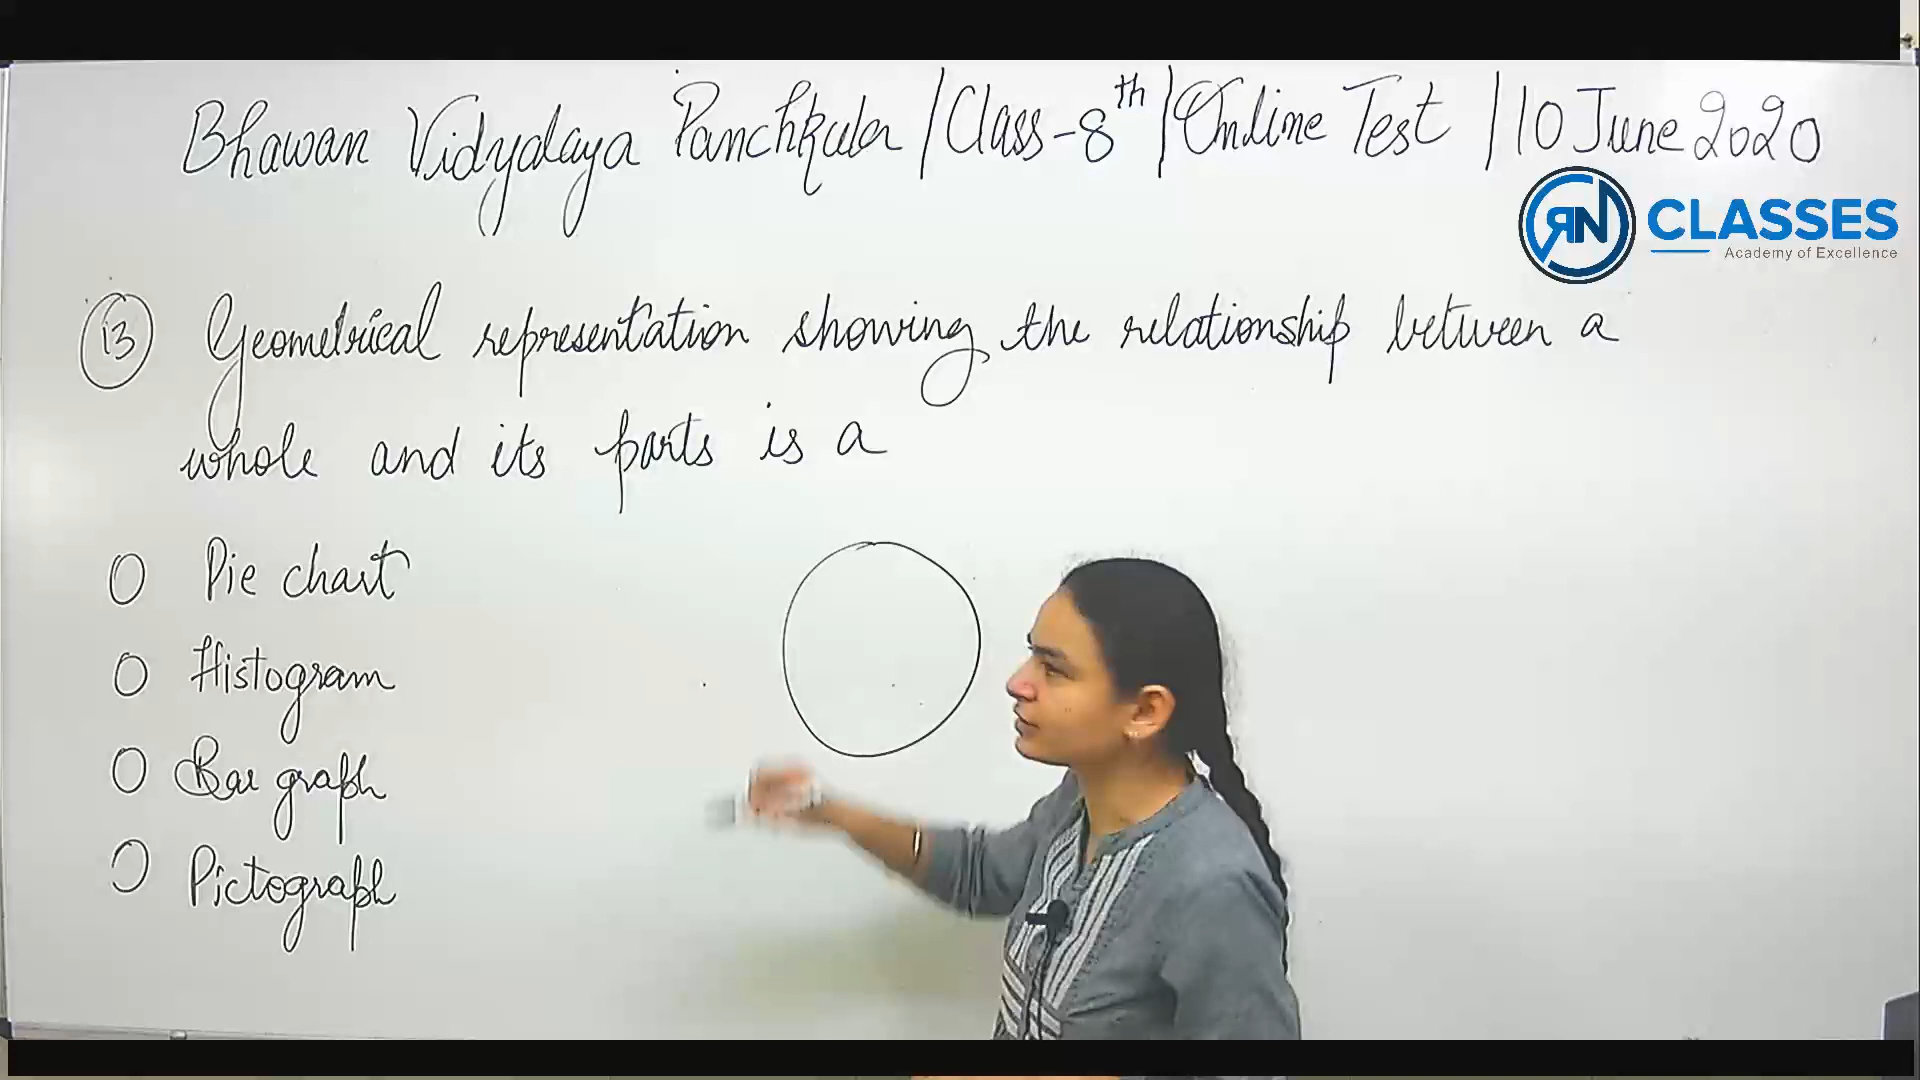 Bhawan Vidyalaya Panchkula / Class-8th / Online Test / 10 June 2020
RN CLASSES
Academy of Excellence
13 Geometrical representation showing the relationship between a
whole and its parts is a
Pie chart
Histogram
Bar graph
Pictograph